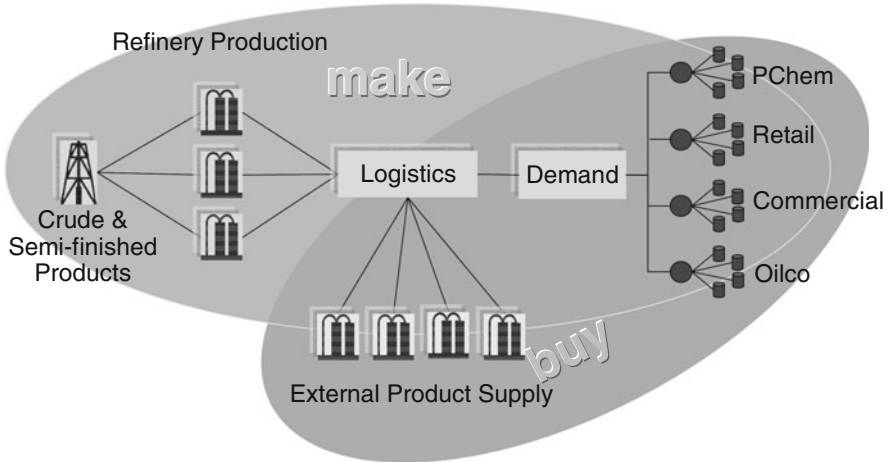 Refinery Production
make
PChem
Retail
Logistics
Demand
Commercial
Crude &
Semi-finished
Products
Oilco
buy
External Product Supply